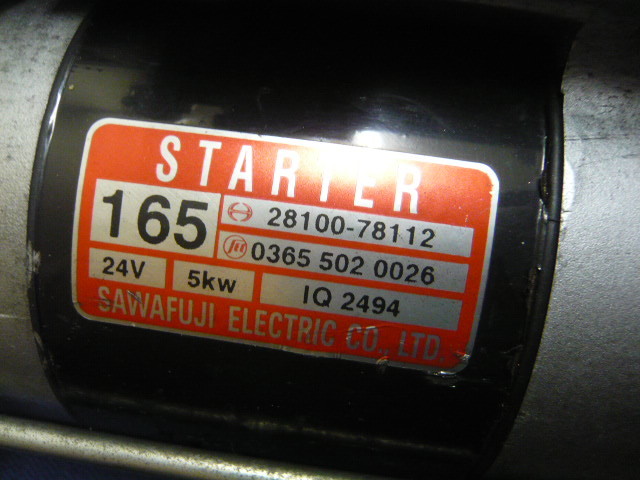 STARTER
165
28100-78112
0365 502 0026
24V 5kw IQ 2494
SAWAFUJI ELECTRIC CO., LTD.